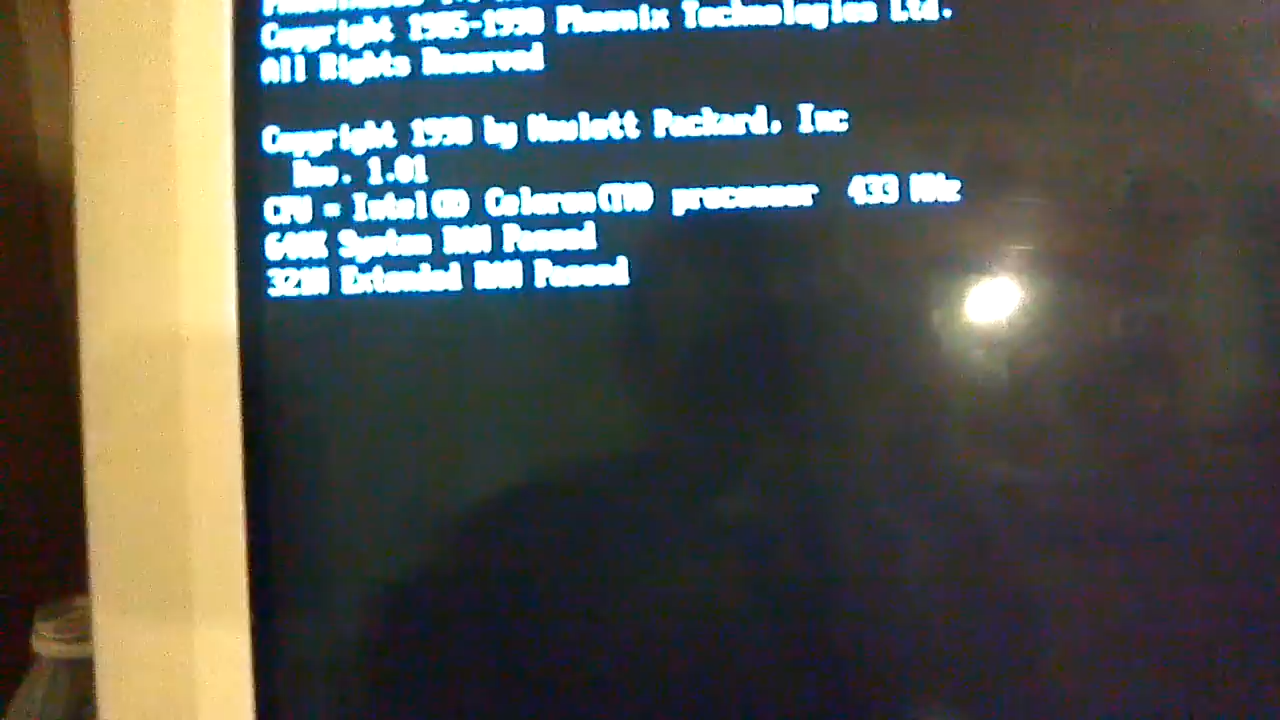 Copyright 1985-1998 Phoenix Technologies Ltd.
All Rights Reserved
Copyright 1998 by Hewlett Packard, Inc
Rev. 1.01
CPU = Intel(R) Celeron(TM) processor 433 MHz
640K System RAM Passed
321M Extended RAM Passed